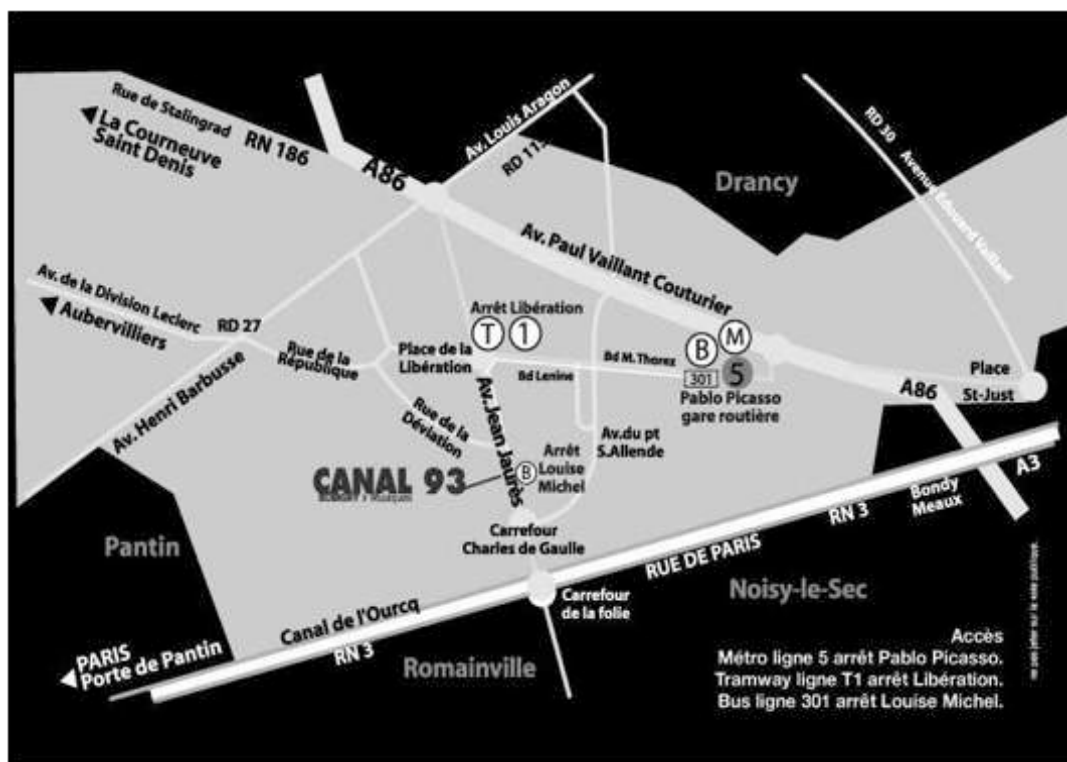 Rue de Stalingrad
La Courneuve
Saint Denis
RN 186
A86
Av. Louis Aragon
RD 115
Drancy
RD 30
Avenue Edouard Vaillant
Av. Paul Vaillant Couturier
Av. de la Division Leclerc
Aubervilliers
RD 27
Rue de la
République
Arrêt Libération
T 1
Place de la
Libération
Bd Lenine
Bd M. Thorez
B M
301 5
Pablo Picasso
gare routière
A86
Place
St-Just
Av. Henri Barbusse
Rue de la
Déviation
Av. Jean Jaurès
Av.du pt
S.Allende
CANAL 93
B
Arrêt
Louise
Michel
A3
Bondy
Meaux
RN 3
Carrefour
Charles de Gaulle
RUE DE PARIS
Pantin
Noisy-le-Sec
Carrefour
de la folie
Canal de l'Ourcq
RN 3
PARIS
Porte de Pantin
Romainville
Accès
Métro ligne 5 arrêt Pablo Picasso.
Tramway ligne T1 arrêt Libération.
Bus ligne 301 arrêt Louise Michel.